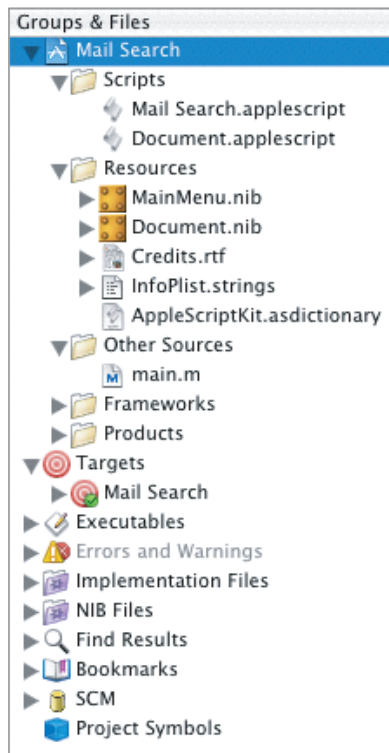 Groups & Files
Mail Search
Scripts
Mail Search.applescript
Document.applescript
Resources
MainMenu.nib
Document.nib
Credits.rtf
InfoPlist.strings
AppleScriptKit.asdictionary
Other Sources
main.m
Frameworks
Products
Targets
Mail Search
Executables
Errors and Warnings
Implementation Files
NIB Files
Find Results
Bookmarks
SCM
Project Symbols